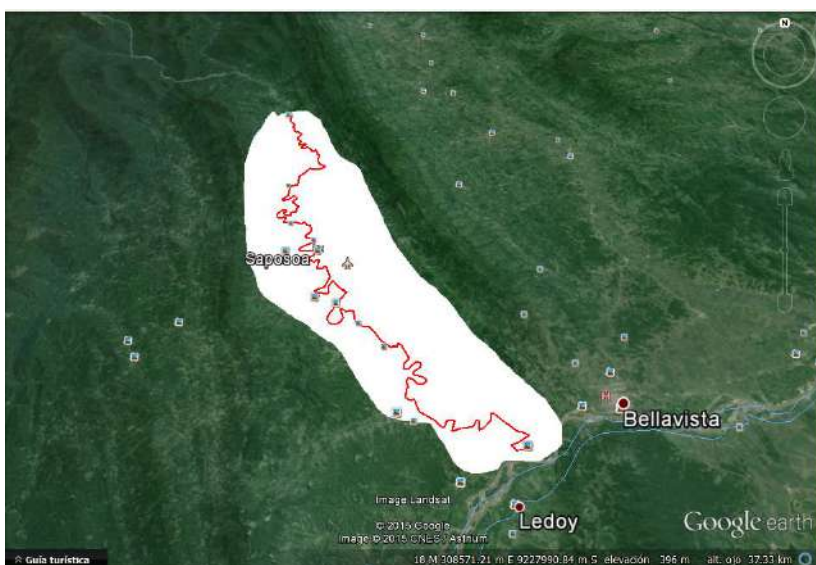 N
Saposoa
Bellavista
Ledoy
Image Landsat
© 2015 Google
Image © 2015 CNES / Astrium
Google earth
Guía turística
18 M 308571.21 m E 9227990.84 m S elevación 396 m alt. ojo 37.33 km